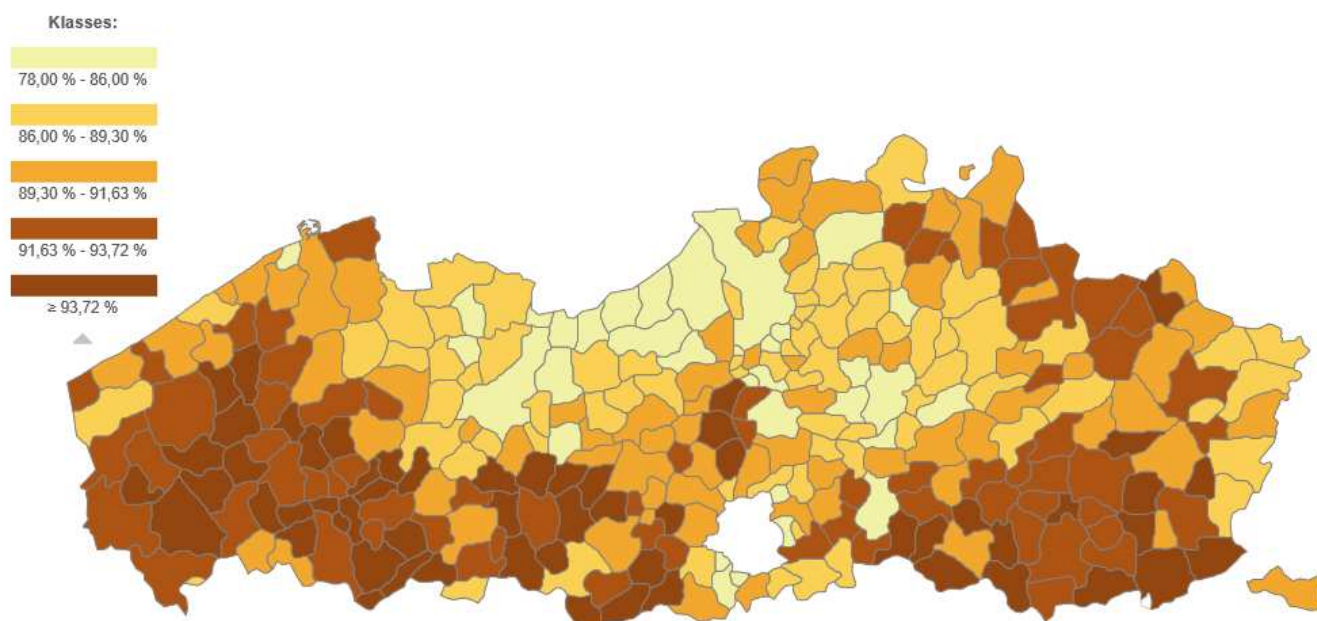 Klasses:
78,00 % - 86,00 %
86,00 % - 89,30 %
89,30 % - 91,63 %
91,63 % - 93,72 %
≥ 93,72 %